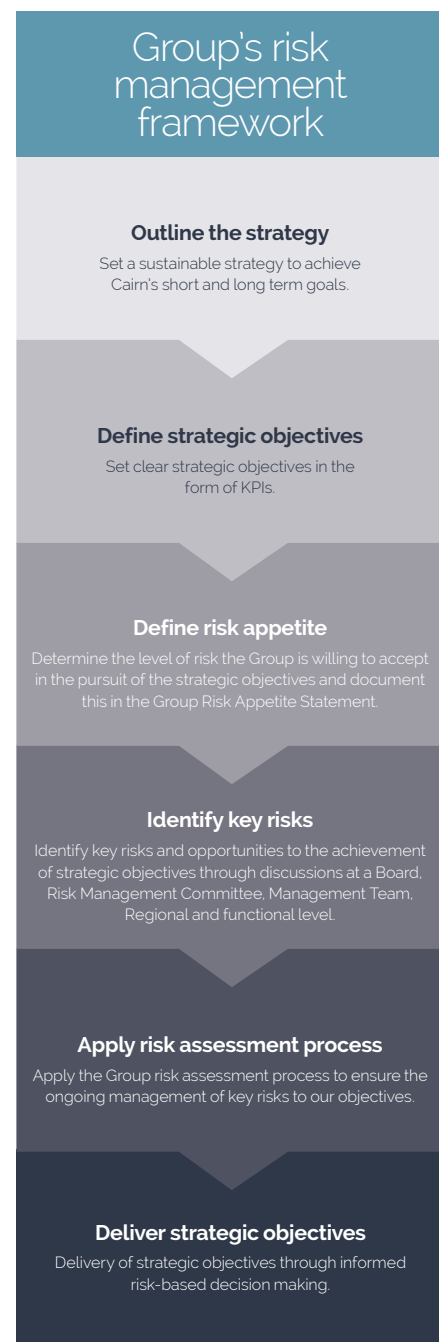 Group's risk
management
framework
Outline the strategy
Set a sustainable strategy to achieve
Cairn's short and long term goals.
Define strategic objectives
Set clear strategic objectives in the
form of KPIs.
Define risk appetite
Determine the level of risk the Group is willing to accept
in the pursuit of the strategic objectives and document
this in the Group Risk Appetite Statement.
Identify key risks
Identify key risks and opportunities to the achievement
of strategic objectives through discussions at a Board,
Risk Management Committee, Management Team,
Regional and functional level.
Apply risk assessment process
Apply the Group risk assessment process to ensure the
ongoing management of key risks to our objectives.
Deliver strategic objectives
Delivery of strategic objectives through informed
risk-based decision making.